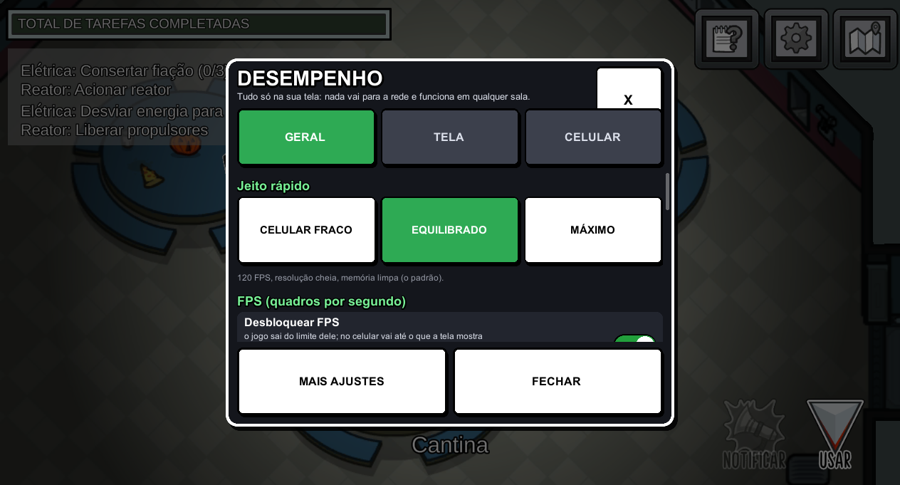 TOTAL DE TAREFAS COMPLETADAS
Elétrica: Consertar fiação (0/3
Reator: Acionar reator
Elétrica: Desviar energia para
Reator: Liberar propulsores
DESEMPENHO
Tudo só na sua tela: nada vai para a rede e funciona em qualquer sala.
X
GERAL
TELA
CELULAR
Jeito rápido
CELULAR FRACO
EQUILIBRADO
MÁXIMO
120 FPS, resolução cheia, memória limpa (o padrão).
FPS (quadros por segundo)
Desbloquear FPS
o jogo sai do limite dele; no celular vai até o que a tela mostra
MAIS AJUSTES
FECHAR
Cantina
NOTIFICAR
USAR